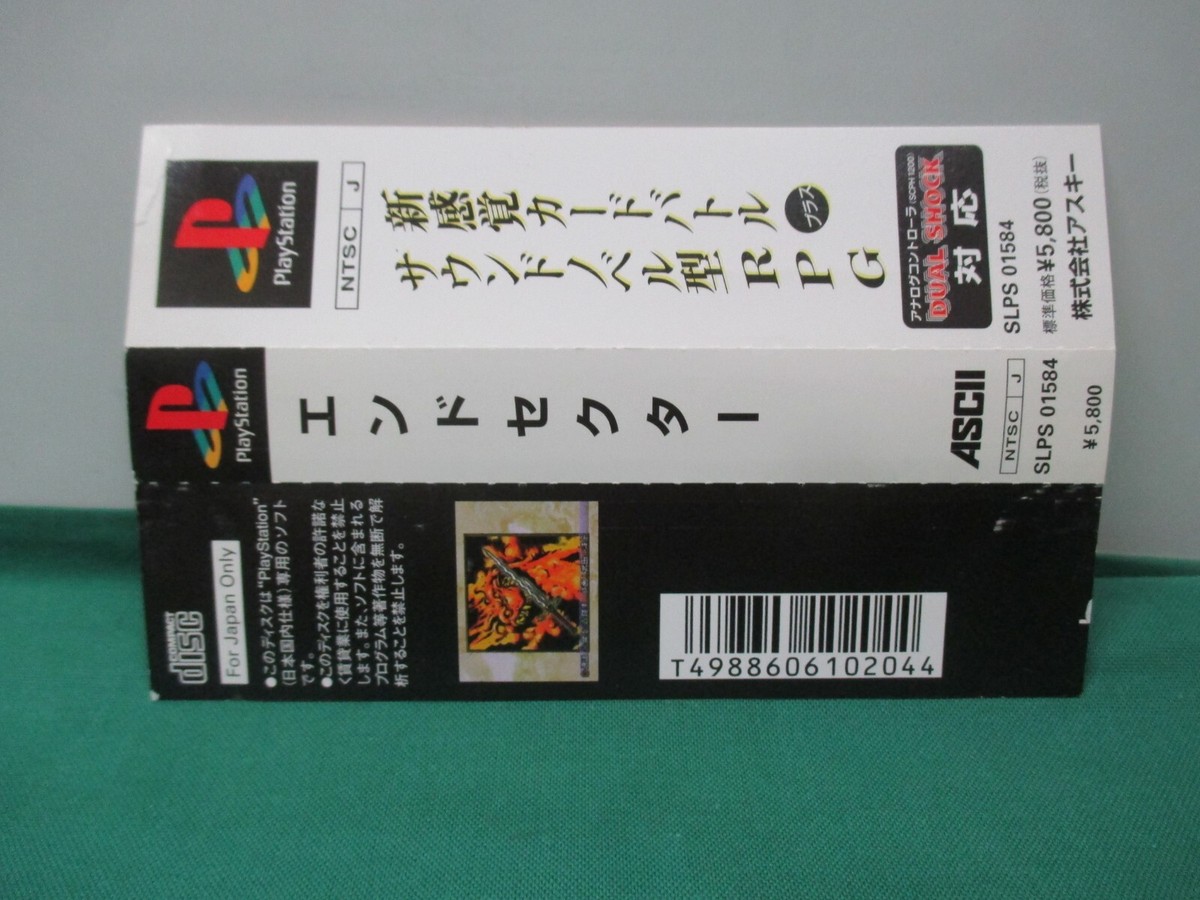 PlayStation
NTSC J
新感覚カードバトル プラス
サウンドノベル型RPG
アナログコントローラ(SCPH1200)
DUAL SHOCK
対応
SLPS 01584
標準価格¥5,800(税抜)
株式会社アスキー
PlayStation
エンドセクター
ASCII
NTSC J
SLPS 01584
¥5,800
COMPACT
disc
For Japan Only
●このディスクは"PlayStation"
(日本国内仕様)専用のソフト
です。
●このディスクを権利者の許諾な
く賃貸業に使用することを禁止
します。また、ソフトに含まれる
プログラム等著作物を無断で解
析することを禁止します。
T4988606102044